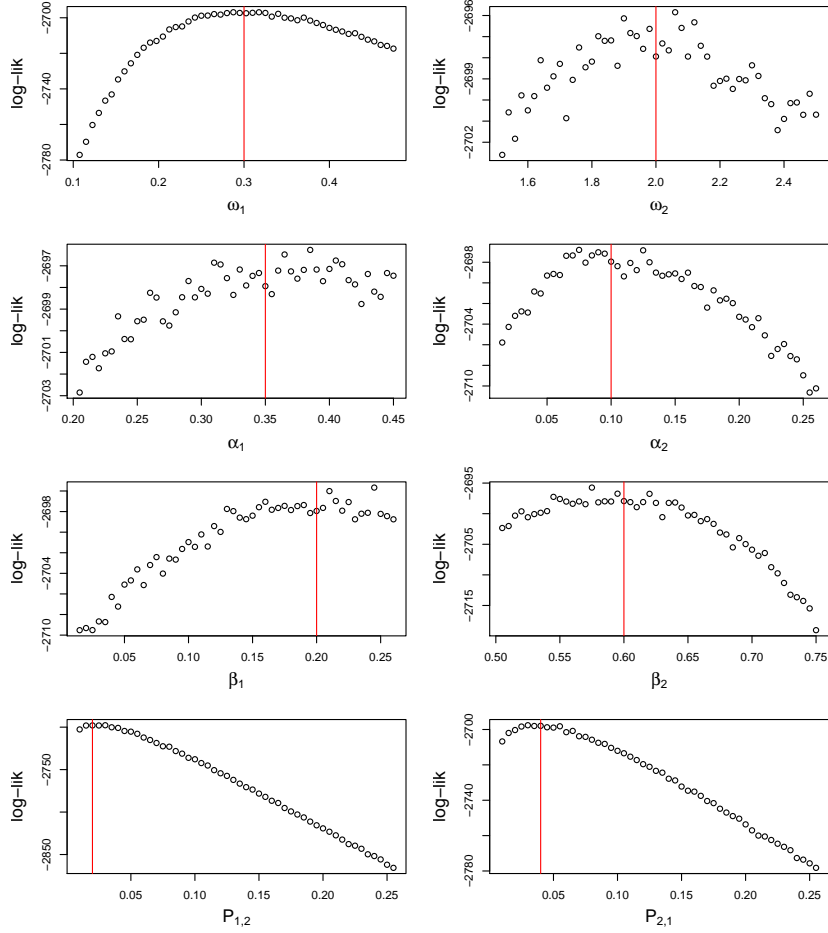 log−lik
−2780 −2740 −2700
0.1 0.2 0.3 0.4
ω1
log−lik
−2702 −2699 −2696
1.6 1.8 2.0 2.2 2.4
ω2
log−lik
−2703 −2701 −2699 −2697
0.20 0.25 0.30 0.35 0.40 0.45
α1
log−lik
−2710 −2704 −2698
0.05 0.10 0.15 0.20 0.25
α2
log−lik
−2710 −2704 −2698
0.05 0.10 0.15 0.20 0.25
β1
log−lik
−2715 −2705 −2695
0.50 0.55 0.60 0.65 0.70 0.75
β2
log−lik
−2850 −2750
0.05 0.10 0.15 0.20 0.25
P1,2
log−lik
−2780 −2740 −2700
0.05 0.10 0.15 0.20 0.25
P2,1